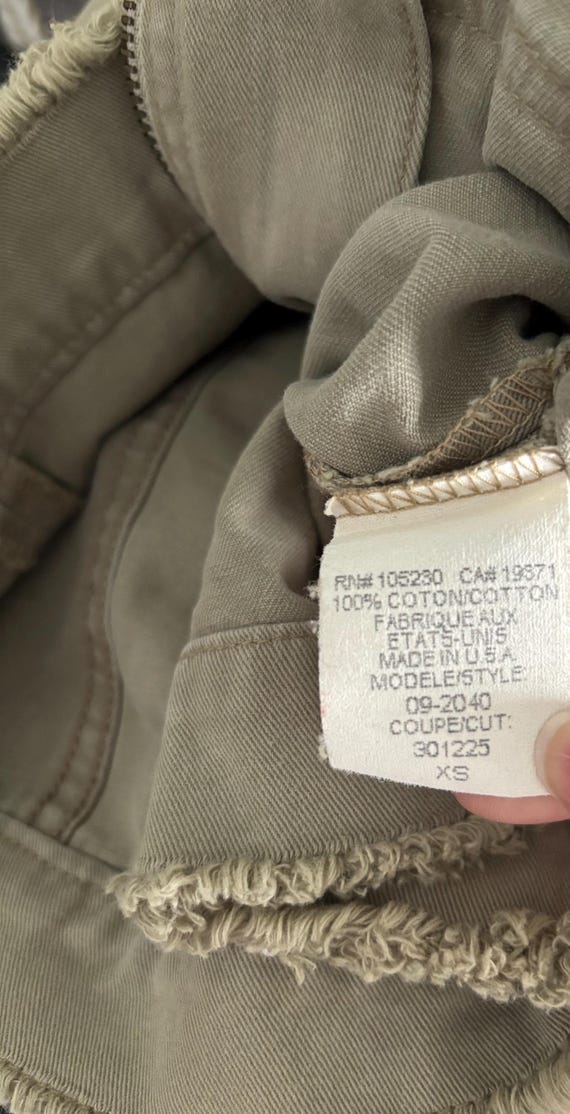 RN# 105230 CA# 19371
100% COTON/COTTON
FABRIQUE AUX
ETATS-UNIS
MADE IN U.S.A.
MODELE/STYLE:
09-2040
COUPE/CUT:
301225
XS